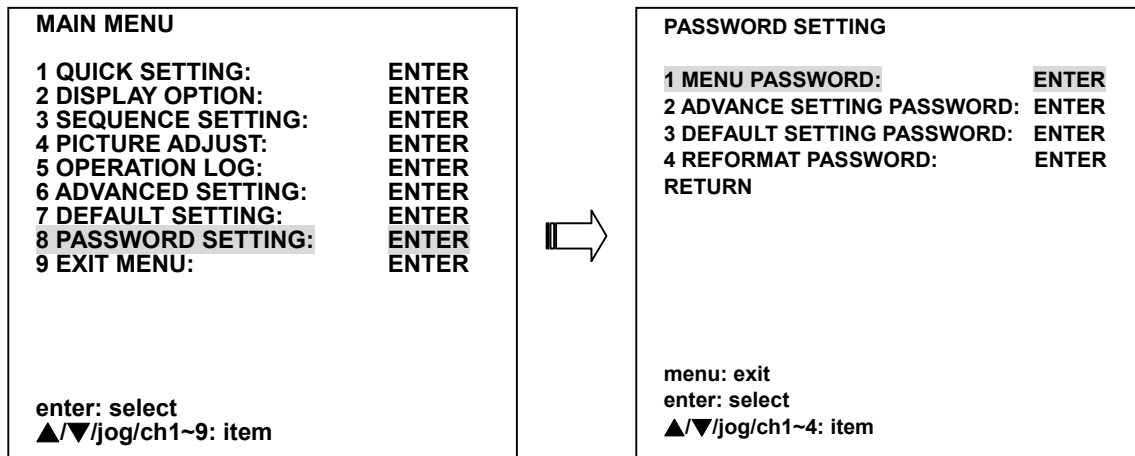 MAIN MENU
1 QUICK SETTING: ENTER
2 DISPLAY OPTION: ENTER
3 SEQUENCE SETTING: ENTER
4 PICTURE ADJUST: ENTER
5 OPERATION LOG: ENTER
6 ADVANCED SETTING: ENTER
7 DEFAULT SETTING: ENTER
8 PASSWORD SETTING: ENTER
9 EXIT MENU: ENTER
enter: select
▲/▼/jog/ch1~9: item
PASSWORD SETTING
1 MENU PASSWORD: ENTER
2 ADVANCE SETTING PASSWORD: ENTER
3 DEFAULT SETTING PASSWORD: ENTER
4 REFORMAT PASSWORD: ENTER
RETURN
menu: exit
enter: select
▲/▼/jog/ch1~4: item